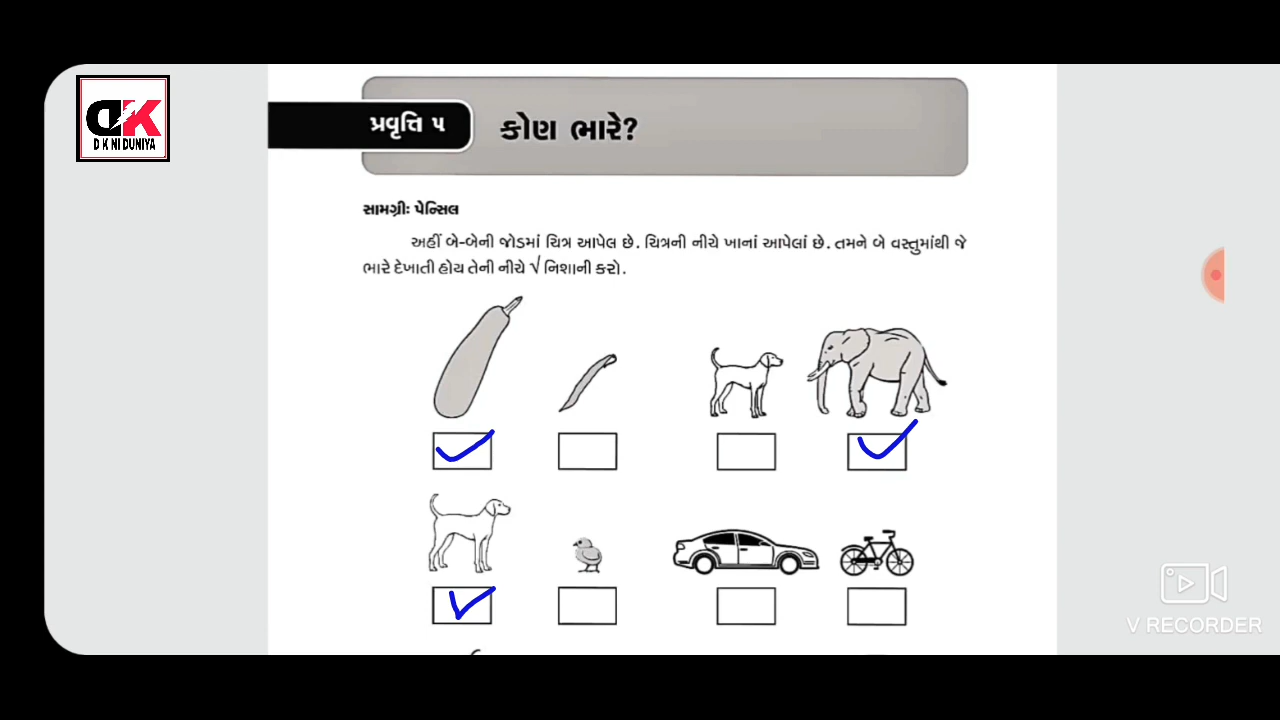 DK
D K NI DUNIYA
પ્રવૃત્તિ ૫
કોણ ભારે?
સામગ્રીઃ પેન્સિલ
અહીં બે-બેની જોડમાં ચિત્ર આપેલ છે. ચિત્રની નીચે ખાનાં આપેલાં છે. તમને બે વસ્તુમાંથી જે
ભારે દેખાતી હોય તેની નીચે √ નિશાની કરો.
V RECORDER